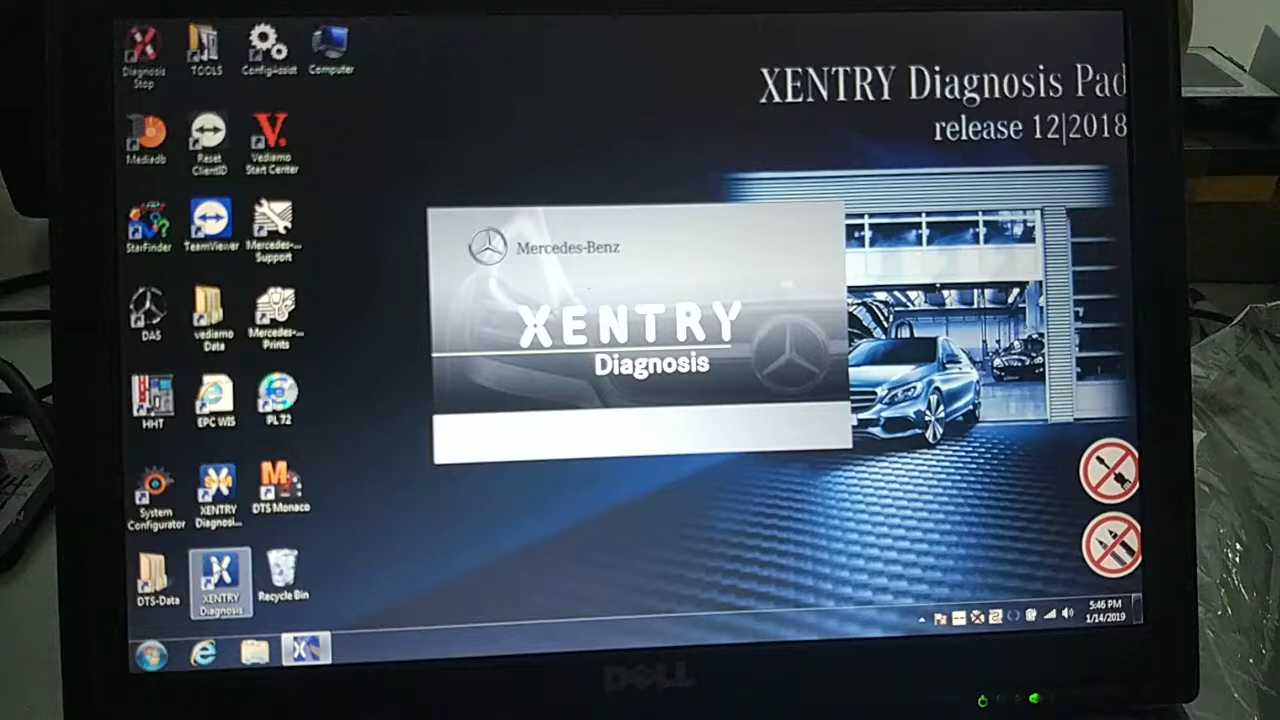 Diagnosis
Stop
TOOLS
ConfigAssist
Computer
XENTRY Diagnosis Pad
release 12|2018
Mediadb
Reset
ClientID
Vediamo
Start Center
StarFinder
TeamViewer
Mercedes-...
Support
Mercedes-Benz
XENTRY
Diagnosis
DAS
vediamo
Data
Mercedes-...
Prints
HHT
EPC WIS
PL72
System
Configurator
XENTRY
Diagnosi...
DTS Monaco
DTS-Data
XENTRY
Diagnosis
Recycle Bin
5:46 PM
1/14/2019
DELL